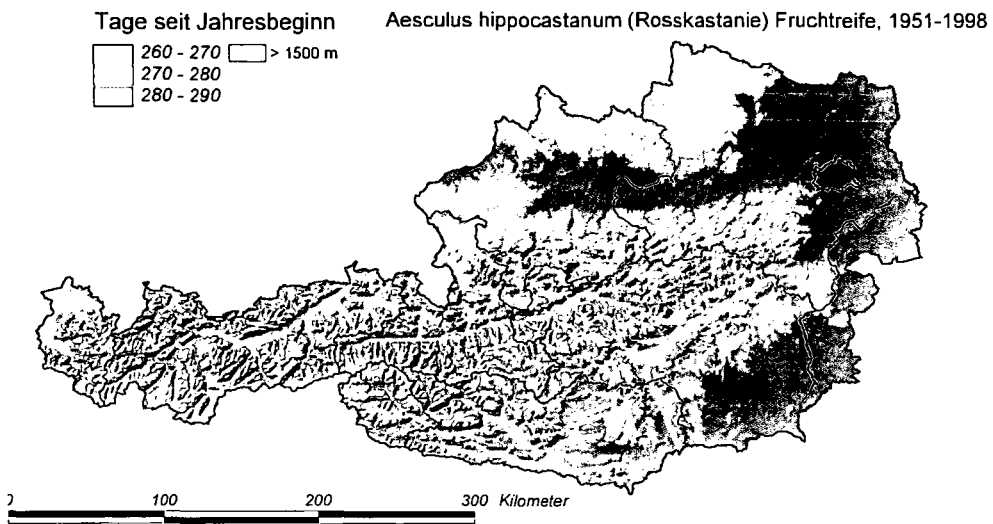 Tage seit Jahresbeginn
Aesculus hippocastanum (Rosskastanie) Fruchtreife, 1951-1998
260 - 270 > 1500 m
270 - 280
280 - 290
100 200 300 Kilometer